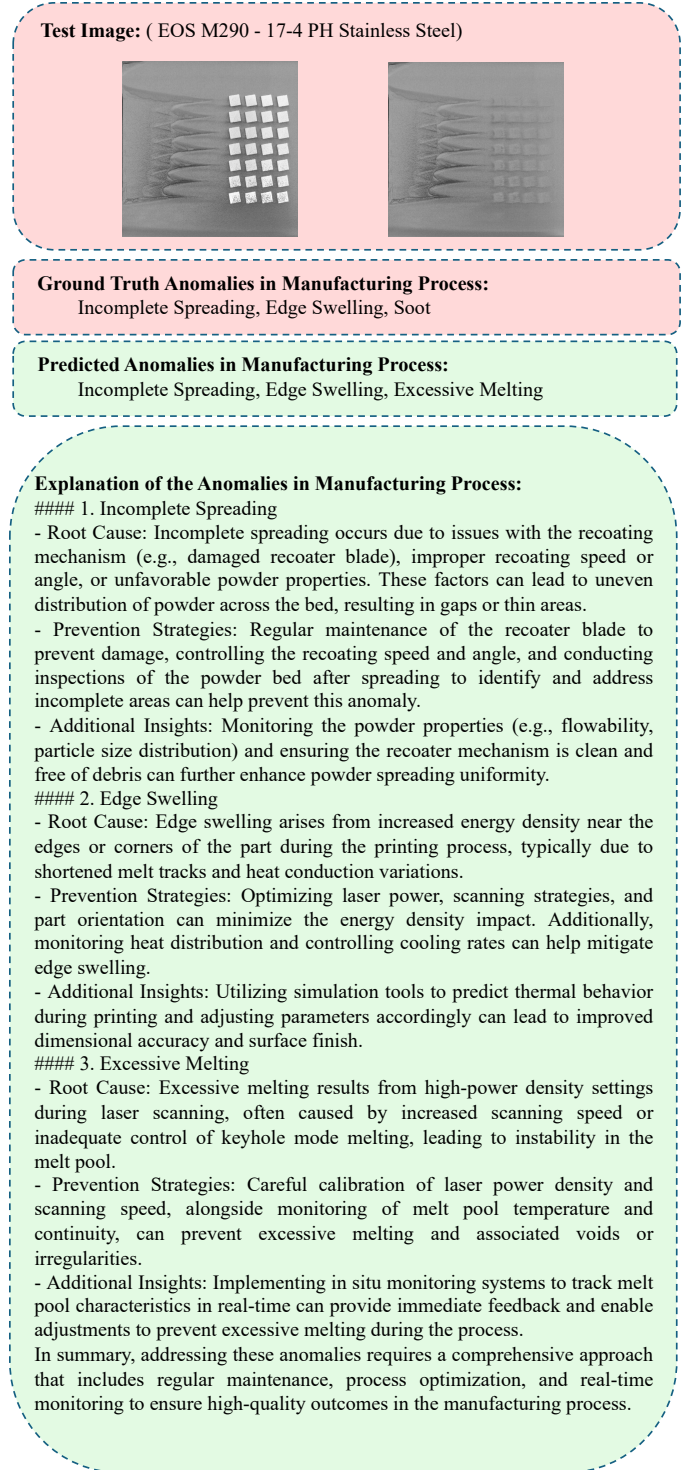 Test Image: ( EOS M290 - 17-4 PH Stainless Steel)
Ground Truth Anomalies in Manufacturing Process:
Incomplete Spreading, Edge Swelling, Soot
Predicted Anomalies in Manufacturing Process:
Incomplete Spreading, Edge Swelling, Excessive Melting
Explanation of the Anomalies in Manufacturing Process:
#### 1. Incomplete Spreading
- Root Cause: Incomplete spreading occurs due to issues with the recoating
mechanism (e.g., damaged recoater blade), improper recoating speed or
angle, or unfavorable powder properties. These factors can lead to uneven
distribution of powder across the bed, resulting in gaps or thin areas.
- Prevention Strategies: Regular maintenance of the recoater blade to
prevent damage, controlling the recoating speed and angle, and conducting
inspections of the powder bed after spreading to identify and address
incomplete areas can help prevent this anomaly.
- Additional Insights: Monitoring the powder properties (e.g., flowability,
particle size distribution) and ensuring the recoater mechanism is clean and
free of debris can further enhance powder spreading uniformity.
#### 2. Edge Swelling
- Root Cause: Edge swelling arises from increased energy density near the
edges or corners of the part during the printing process, typically due to
shortened melt tracks and heat conduction variations.
- Prevention Strategies: Optimizing laser power, scanning strategies, and
part orientation can minimize the energy density impact. Additionally,
monitoring heat distribution and controlling cooling rates can help mitigate
edge swelling.
- Additional Insights: Utilizing simulation tools to predict thermal behavior
during printing and adjusting parameters accordingly can lead to improved
dimensional accuracy and surface finish.
#### 3. Excessive Melting
- Root Cause: Excessive melting results from high-power density settings
during laser scanning, often caused by increased scanning speed or
inadequate control of keyhole mode melting, leading to instability in the
melt pool.
- Prevention Strategies: Careful calibration of laser power density and
scanning speed, alongside monitoring of melt pool temperature and
continuity, can prevent excessive melting and associated voids or
irregularities.
- Additional Insights: Implementing in situ monitoring systems to track melt
pool characteristics in real-time can provide immediate feedback and enable
adjustments to prevent excessive melting during the process.
In summary, addressing these anomalies requires a comprehensive approach
that includes regular maintenance, process optimization, and real-time
monitoring to ensure high-quality outcomes in the manufacturing process.